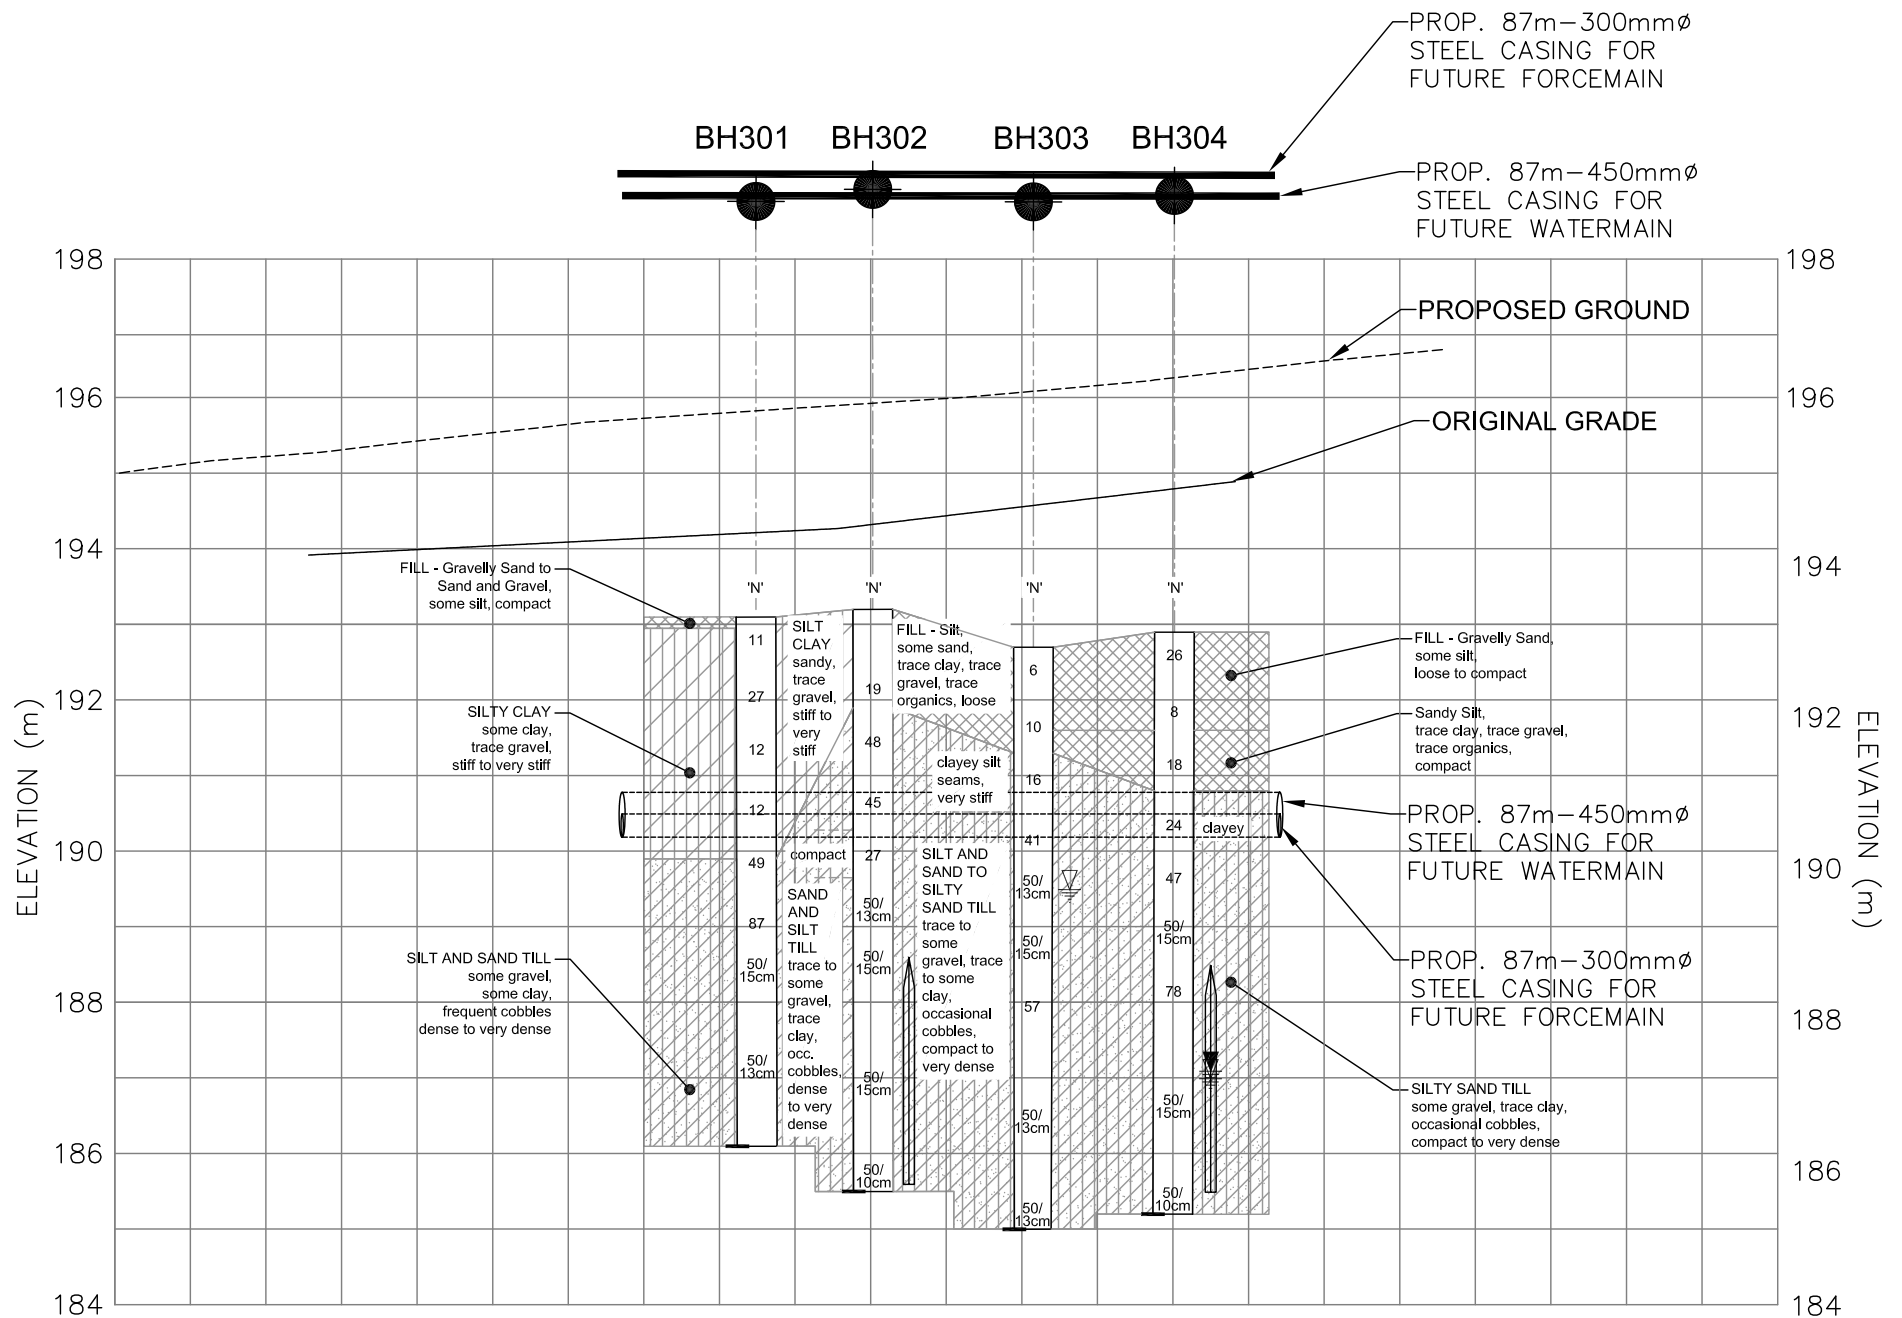 PROP. 87m-300mmø
STEEL CASING FOR
FUTURE FORCEMAIN
BH301 BH302 BH303 BH304
PROP. 87m-450mmø
STEEL CASING FOR
FUTURE WATERMAIN
198
198
PROPOSED GROUND
196
196
ORIGINAL GRADE
194
194
FILL - Gravelly Sand to
Sand and Gravel,
some silt, compact
'N' 'N' 'N' 'N'
SILTY CLAY
some clay,
trace gravel,
stiff to very stiff
SILT AND SAND TILL
some gravel,
some clay,
frequent cobbles
dense to very dense
11
27
12
12
49
87
50/
15cm
50/
13cm
SILT
CLAY
sandy,
trace
gravel,
stiff to
very
stiff
compact
SAND
AND
SILT
TILL
trace to
some
gravel,
trace
clay,
occ.
cobbles,
dense
to very
dense
19
48
45
27
50/
13cm
50/
15cm
50/
15cm
50/
10cm
FILL - Silt,
some sand,
trace clay, trace
gravel, trace
organics, loose
clayey silt
seams,
very stiff
SILT AND
SAND TO
SILTY
SAND TILL
trace to
some
gravel, trace
to some
clay,
occasional
cobbles,
compact to
very dense
6
10
16
41
50/
13cm
50/
15cm
57
50/
13cm
50/
13cm
26
8
18
24
47
50/
15cm
78
50/
15cm
50/
10cm
clayey
FILL - Gravelly Sand,
some silt,
loose to compact
Sandy Silt,
trace clay, trace gravel,
trace organics,
compact
PROP. 87m-450mmø
STEEL CASING FOR
FUTURE WATERMAIN
PROP. 87m-300mmø
STEEL CASING FOR
FUTURE FORCEMAIN
SILTY SAND TILL
some gravel, trace clay,
occasional cobbles,
compact to very dense
192
192
190
190
188
188
186
186
184
184
ELEVATION (m)
ELEVATION (m)